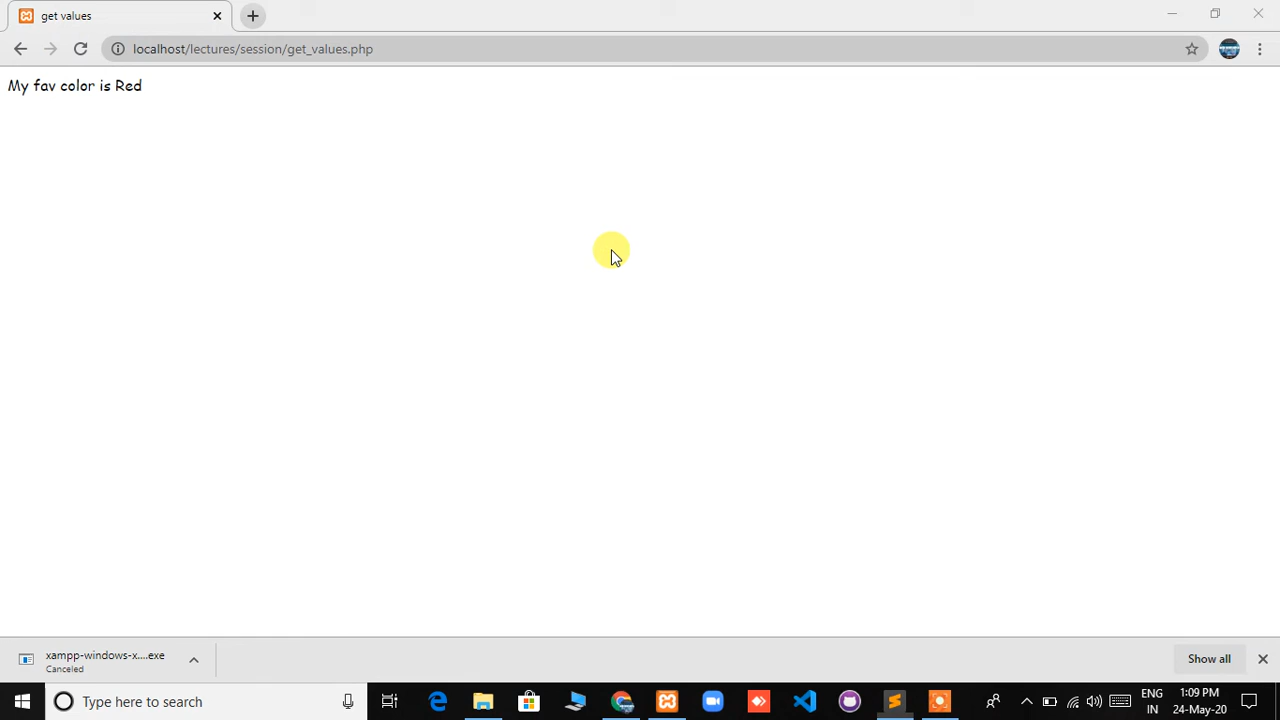 get values
localhost/lectures/session/get_values.php
My fav color is Red
xampp-windows-x....exe
Canceled
Show all
Type here to search
ENG
IN
1:09 PM
24-May-20